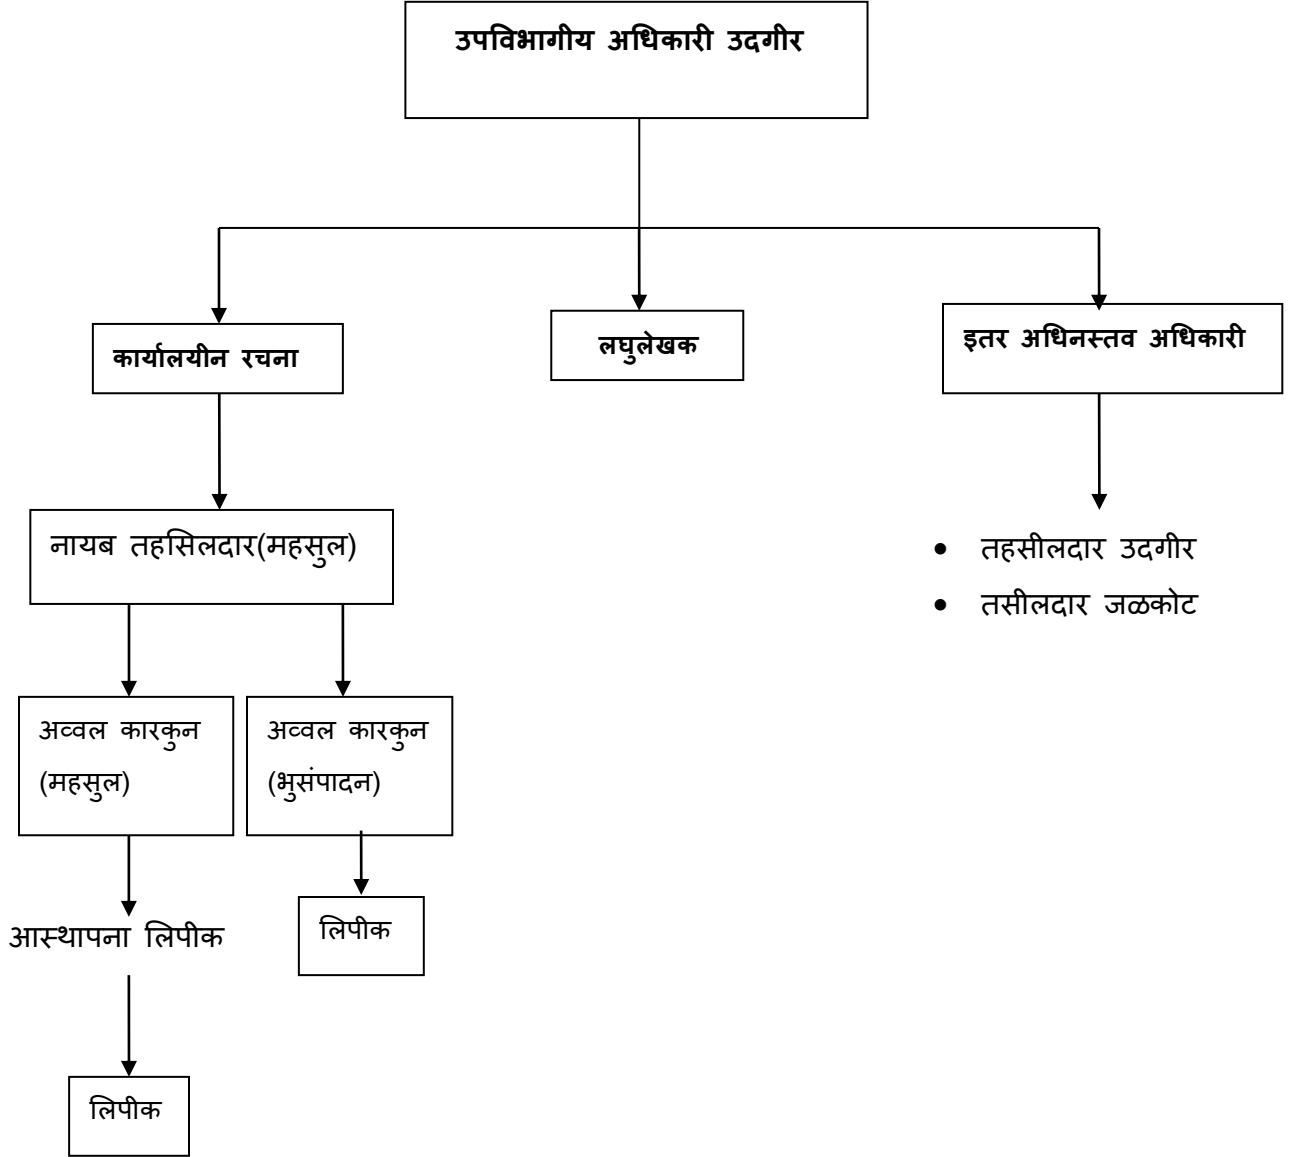 उपविभागीय अधिकारी उदगीर
कार्यालयीन रचना
लघुलेखक
इतर अधिनस्तव अधिकारी
नायब तहसिलदार(महसुल)
• तहसीलदार उदगीर
• तसीलदार जळकोट
अव्वल कारकुन
(महसुल)
अव्वल कारकुन
(भुसंपादन)
आस्थापना लिपीक
लिपीक
लिपीक